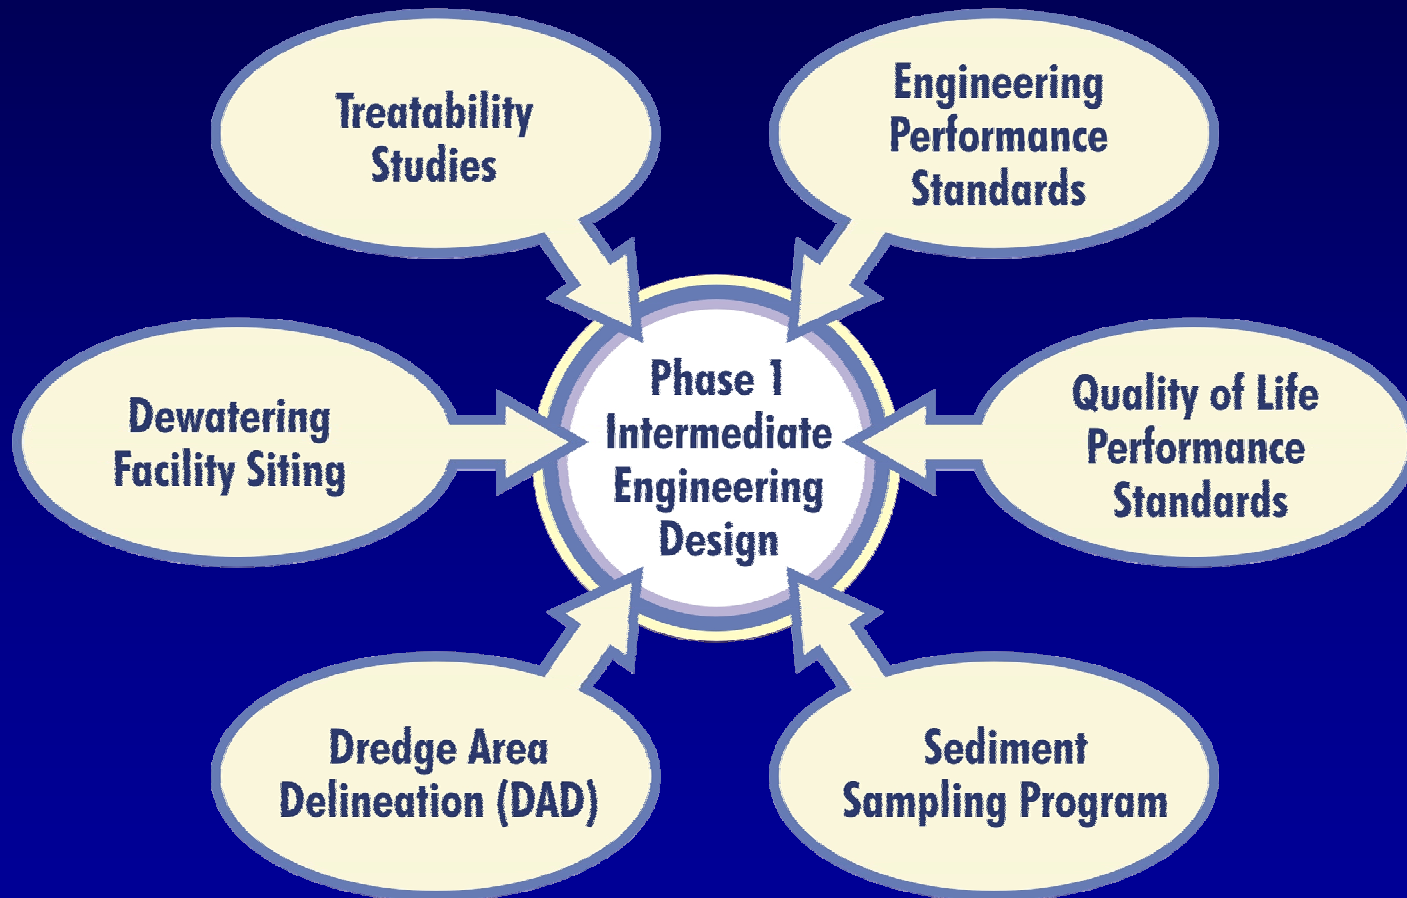 Treatability
Studies
Engineering
Performance
Standards
Dewatering
Facility Siting
Phase 1
Intermediate
Engineering
Design
Quality of Life
Performance
Standards
Dredge Area
Delineation (DAD)
Sediment
Sampling Program